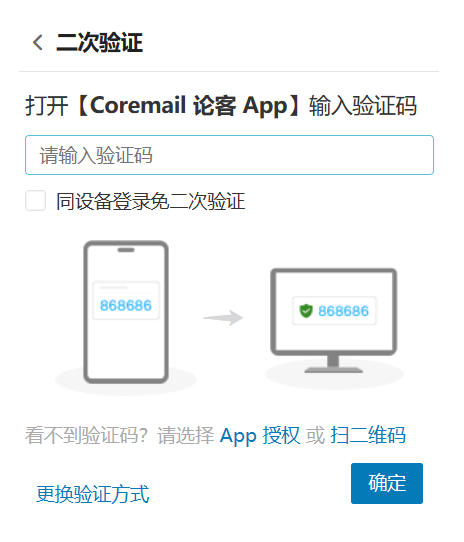 二次验证
打开【Coremail 论客 App】输入验证码
请输入验证码
同设备登录免二次验证
868686
868686
看不到验证码？请选择 App 授权 或 扫二维码
更换验证方式
确定